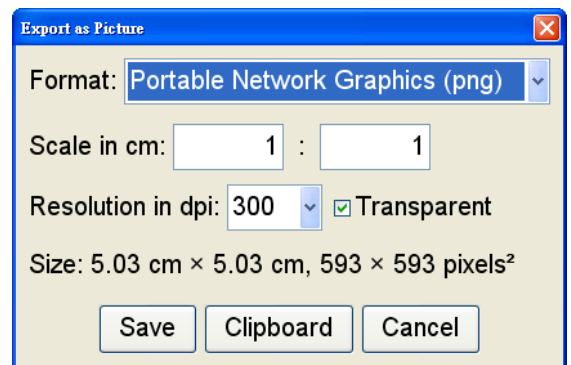 Export as Picture
Format: Portable Network Graphics (png)
Scale in cm: 1 : 1
Resolution in dpi: 300 Transparent
Size: 5.03 cm × 5.03 cm, 593 × 593 pixels²
Save Clipboard Cancel